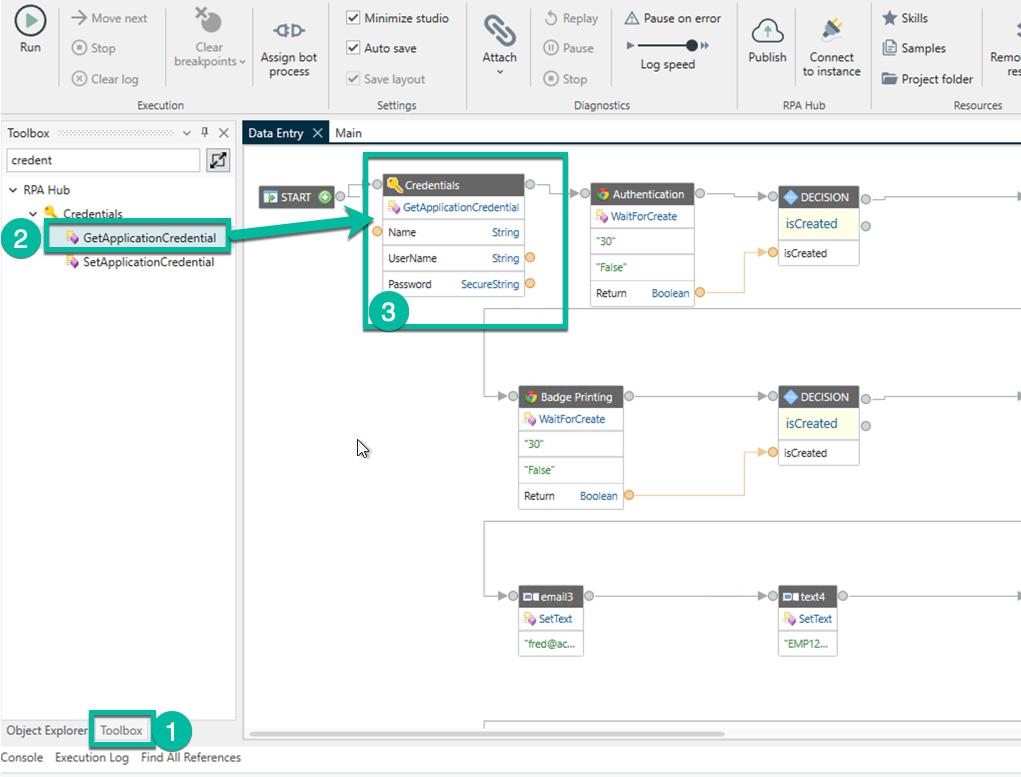 Run
Move next
Stop
Clear log
Clear
breakpoints
Assign bot
process
Execution
Minimize studio
Auto save
Save layout
Settings
Attach
Replay
Pause
Stop
Pause on error
Log speed
Diagnostics
Publish
Connect
to instance
RPA Hub
Skills
Samples
Project folder
Resources
Toolbox
credent
RPA Hub
Credentials
GetApplicationCredential
SetApplicationCredential
2
Data Entry
Main
START
Credentials
GetApplicationCredential
Name String
UserName String
Password SecureString
3
Authentication
WaitForCreate
"30"
"False"
Return Boolean
DECISION
isCreated
isCreated
Badge Printing
WaitForCreate
"30"
"False"
Return Boolean
DECISION
isCreated
isCreated
email3
SetText
"fred@ac...
text4
SetText
"EMP12...
Object Explorer
Toolbox
1
Console Execution Log Find All References